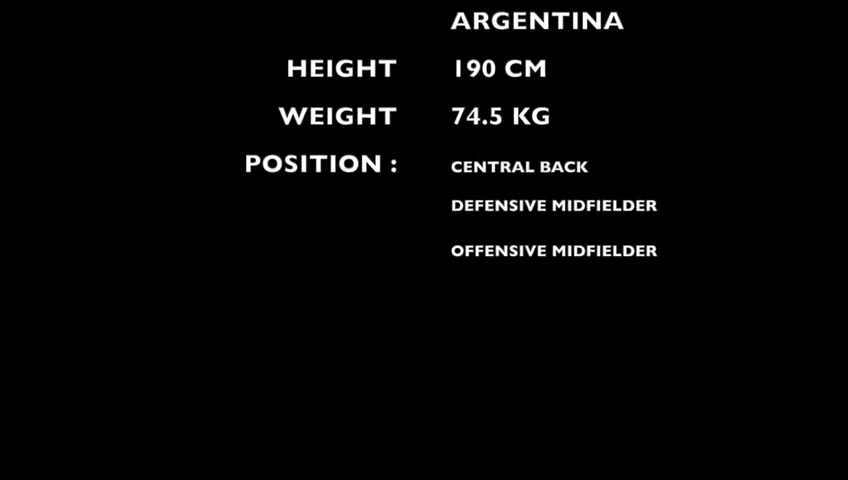 ARGENTINA
HEIGHT 190 CM
WEIGHT 74.5 KG
POSITION : CENTRAL BACK
DEFENSIVE MIDFIELDER
OFFENSIVE MIDFIELDER